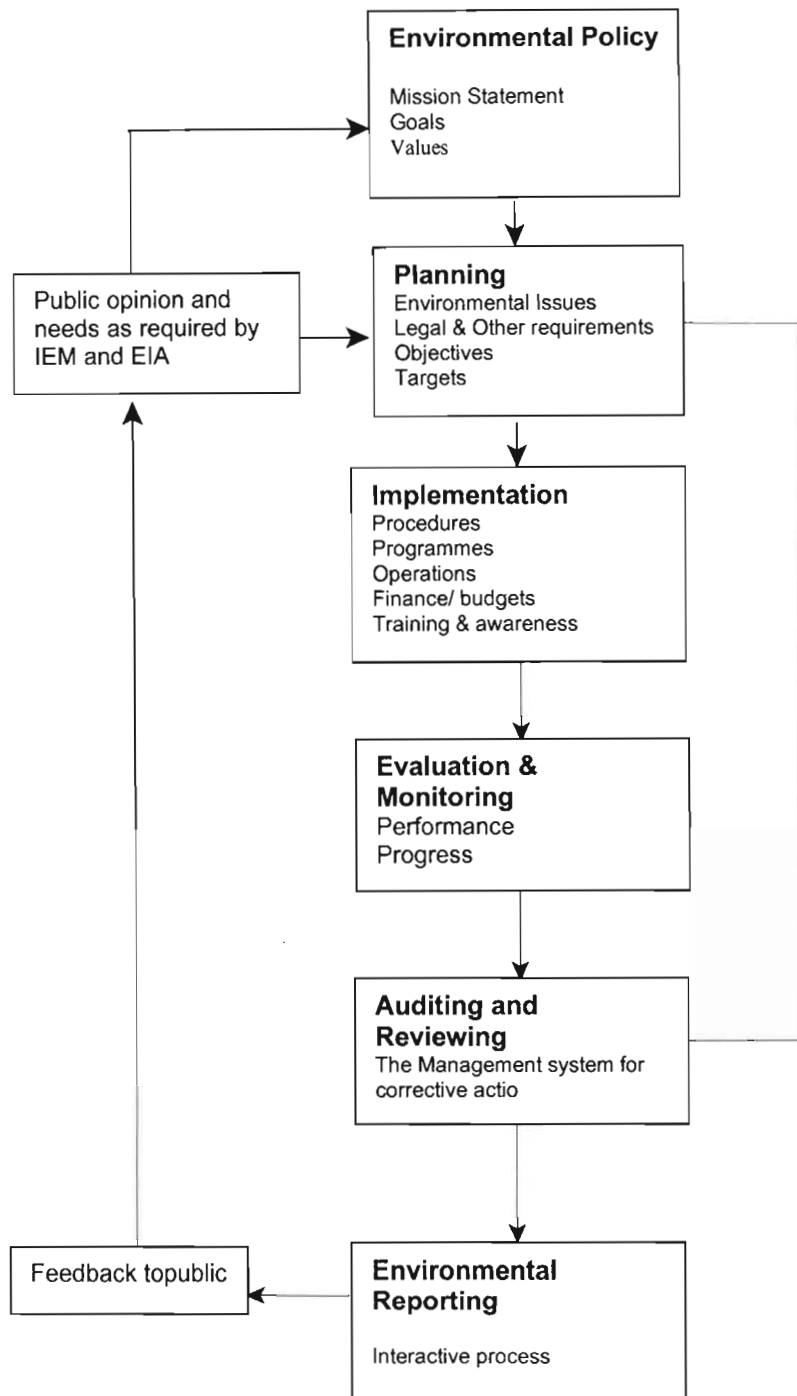 Environmental Policy
Mission Statement
Goals
Values
Public opinion and
needs as required by
IEM and EIA
Planning
Environmental Issues
Legal & Other requirements
Objectives
Targets
Implementation
Procedures
Programmes
Operations
Finance/ budgets
Training & awareness
Evaluation &
Monitoring
Performance
Progress
Auditing and
Reviewing
The Management system for
corrective actio
Feedback topublic
Environmental
Reporting
Interactive process